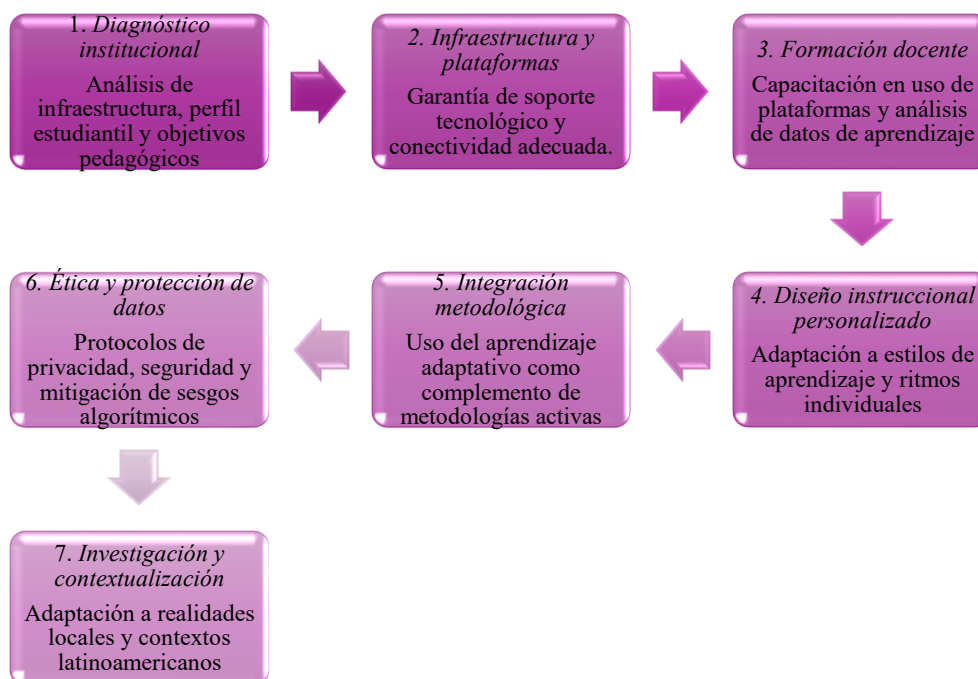 1. Diagnóstico
institucional
Análisis de
infraestructura, perfil
estudiantil y objetivos
pedagógicos
2. Infraestructura y
plataformas
Garantía de soporte
tecnológico y
conectividad adecuada.
3. Formación docente
Capacitación en uso de
plataformas y análisis
de datos de aprendizaje
4. Diseño instruccional
personalizado
Adaptación a estilos de
aprendizaje y ritmos
individuales
5. Integración
metodológica
Uso del aprendizaje
adaptativo como
complemento de
metodologías activas
6. Ética y protección de
datos
Protocolos de
privacidad, seguridad y
mitigación de sesgos
algorítmicos
7. Investigación y
contextualización
Adaptación a realidades
locales y contextos
latinoamericanos